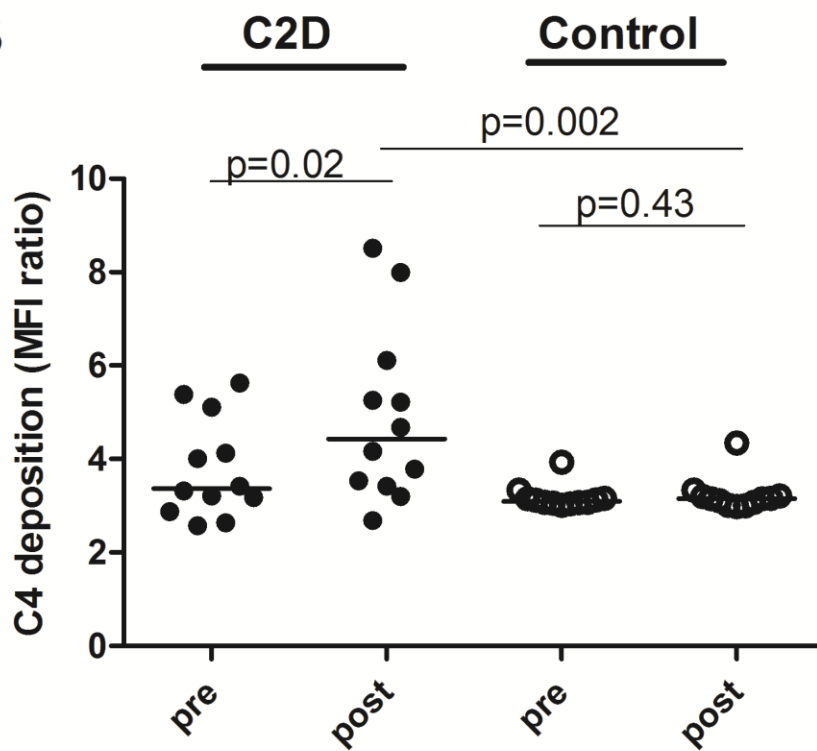 C2D Control
p=0.002
p=0.02
p=0.43
C4 deposition (MFI ratio)
10
8
6
4
2
0
pre post pre post